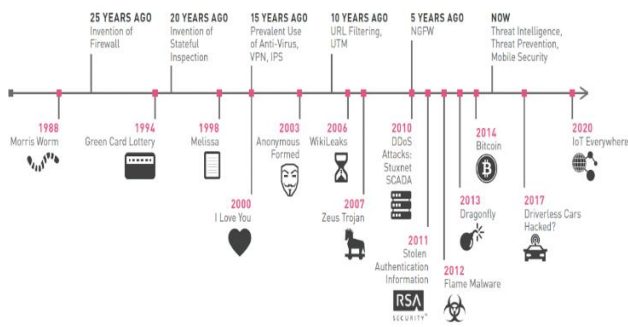 25 YEARS AGO
Invention of
Firewall
20 YEARS AGO
Invention of
Stateful
Inspection
15 YEARS AGO
Prevalent Use
of Anti-Virus,
VPN, IPS
10 YEARS AGO
URL Filtering,
UTM
5 YEARS AGO
NGFW
NOW
Threat Intelligence,
Threat Prevention,
Mobile Security
1988
Morris Worm
1994
Green Card Lottery
1998
Melissa
2000
I Love You
2003
Anonymous
Formed
2006
WikiLeaks
2007
Zeus Trojan
2010
DDoS
Attacks:
Stuxnet
SCADA
2011
Stolen
Authentication
Information
RSA
SECURITY
2012
Flame Malware
2013
Dragonfly
2014
Bitcoin
2017
Driverless Cars
Hacked?
2020
IoT Everywhere